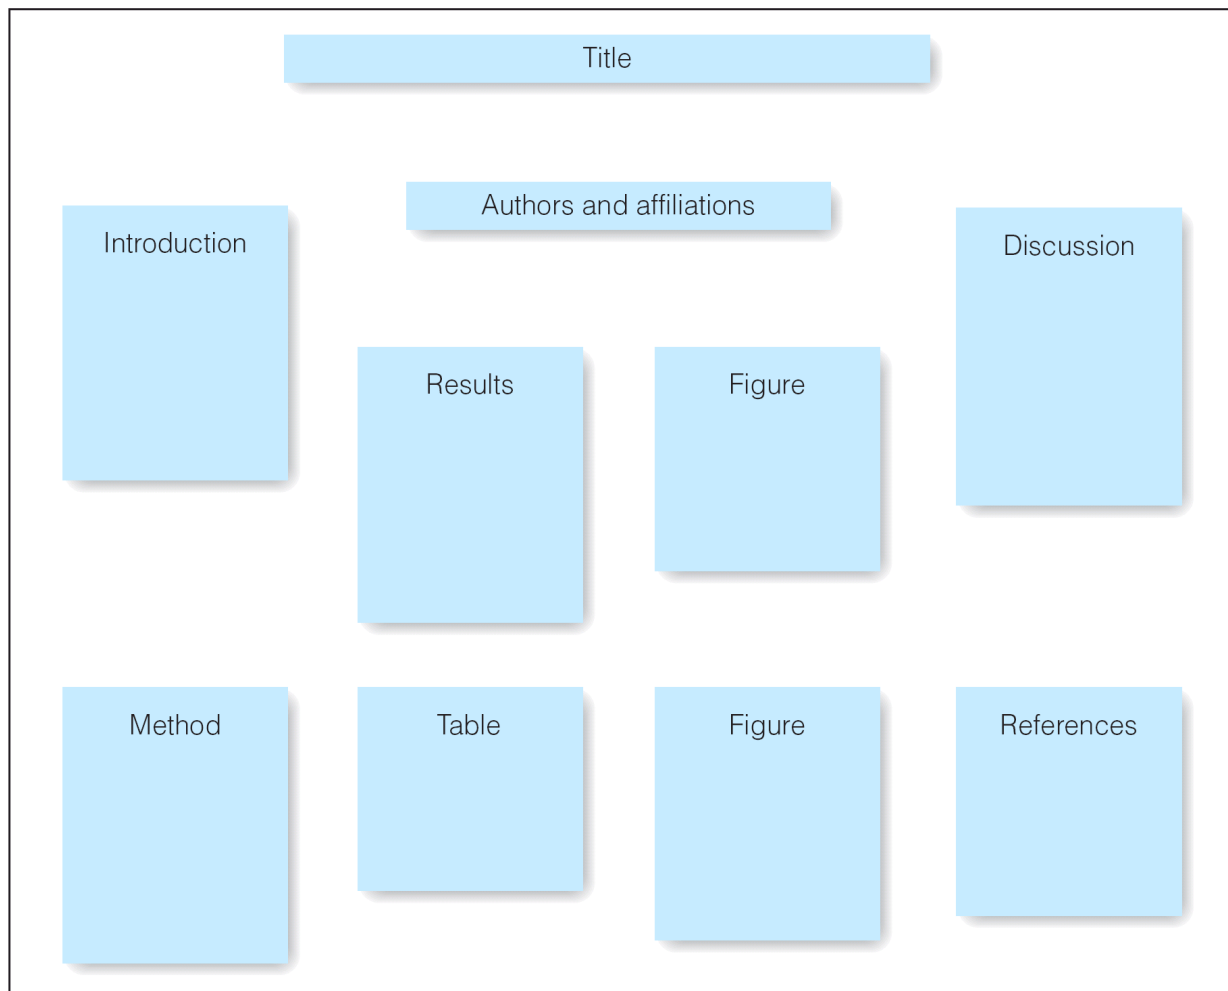 Title
Authors and affiliations
Introduction
Discussion
Results
Figure
Method
Table
Figure
References